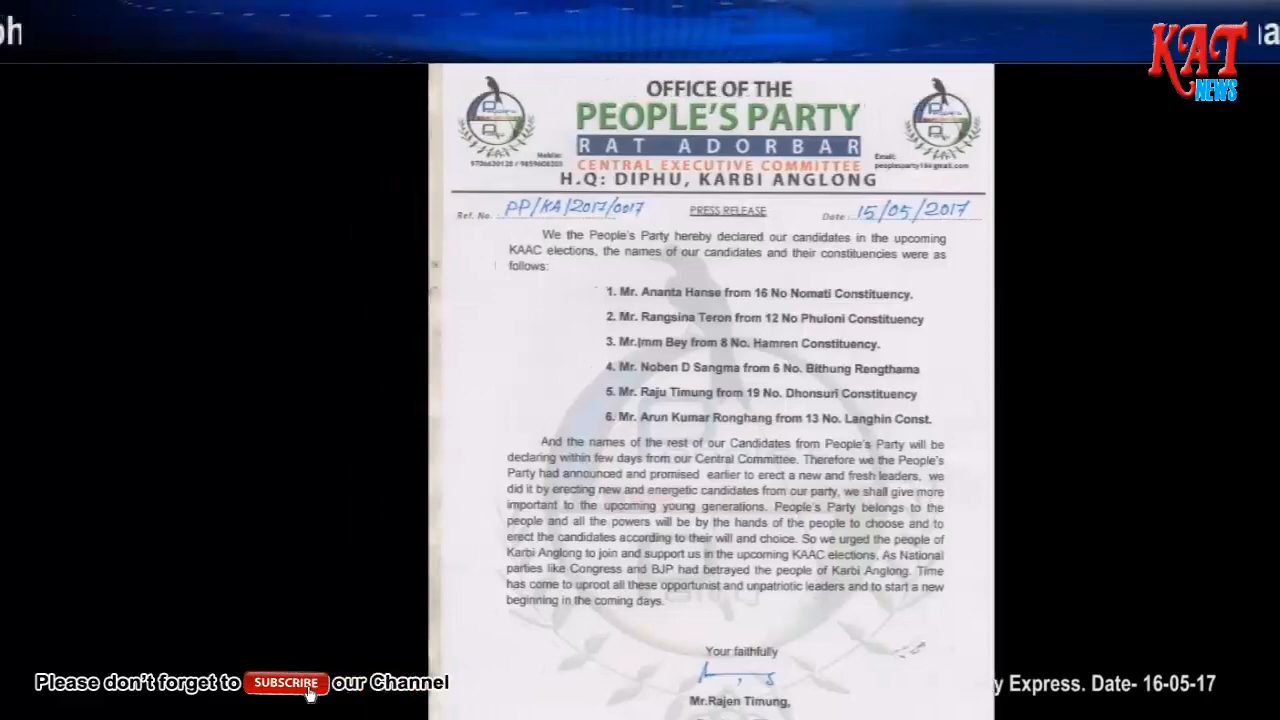 KAT
NEWS
OFFICE OF THE
PEOPLE'S PARTY
RAT ADORBAR
CENTRAL EXECUTIVE COMMITTEE
H.Q: DIPHU, KARBI ANGLONG
Mobile:
Email:
Ref. No. PP/KA/2017/0017 PRESS RELEASE Date: 15/05/2017
We the People's Party hereby declared our candidates in the upcoming
KAAC elections, the names of our candidates and their constituencies were as
follows:
1. Mr. Ananta Hanse from 16 No Nomati Constituency.
2. Mr. Rangsina Teron from 12 No Phuloni Constituency
3. Mr.Imm Bey from 8 No. Hamren Constituency.
4. Mr. Noben D Sangma from 6 No. Bithung Rengthama
5. Mr. Raju Timung from 19 No. Dhonsuri Constituency
6. Mr. Arun Kumar Ronghang from 13 No. Langhin Const.
And the names of the rest of our Candidates from People's Party will be
declaring within few days from our Central Committee. Therefore we the People's
Party had announced and promised earlier to erect a new and fresh leaders, we
did it by erecting new and energetic candidates from our party, we shall give more
important to the upcoming young generations. People's Party belongs to the
people and all the powers will be by the hands of the people to choose and to
erect the candidates according to their will and choice. So we urged the people of
Karbi Anglong to join and support us in the upcoming KAAC elections. As National
parties like Congress and BJP had betrayed the people of Karbi Anglong. Time
has come to uproot all these opportunist and unpatriotic leaders and to start a new
beginning in the coming days.
Your faithfully
Mr.Rajen Timung,
Please don't forget to SUBSCRIBE our Channel
y Express. Date- 16-05-17